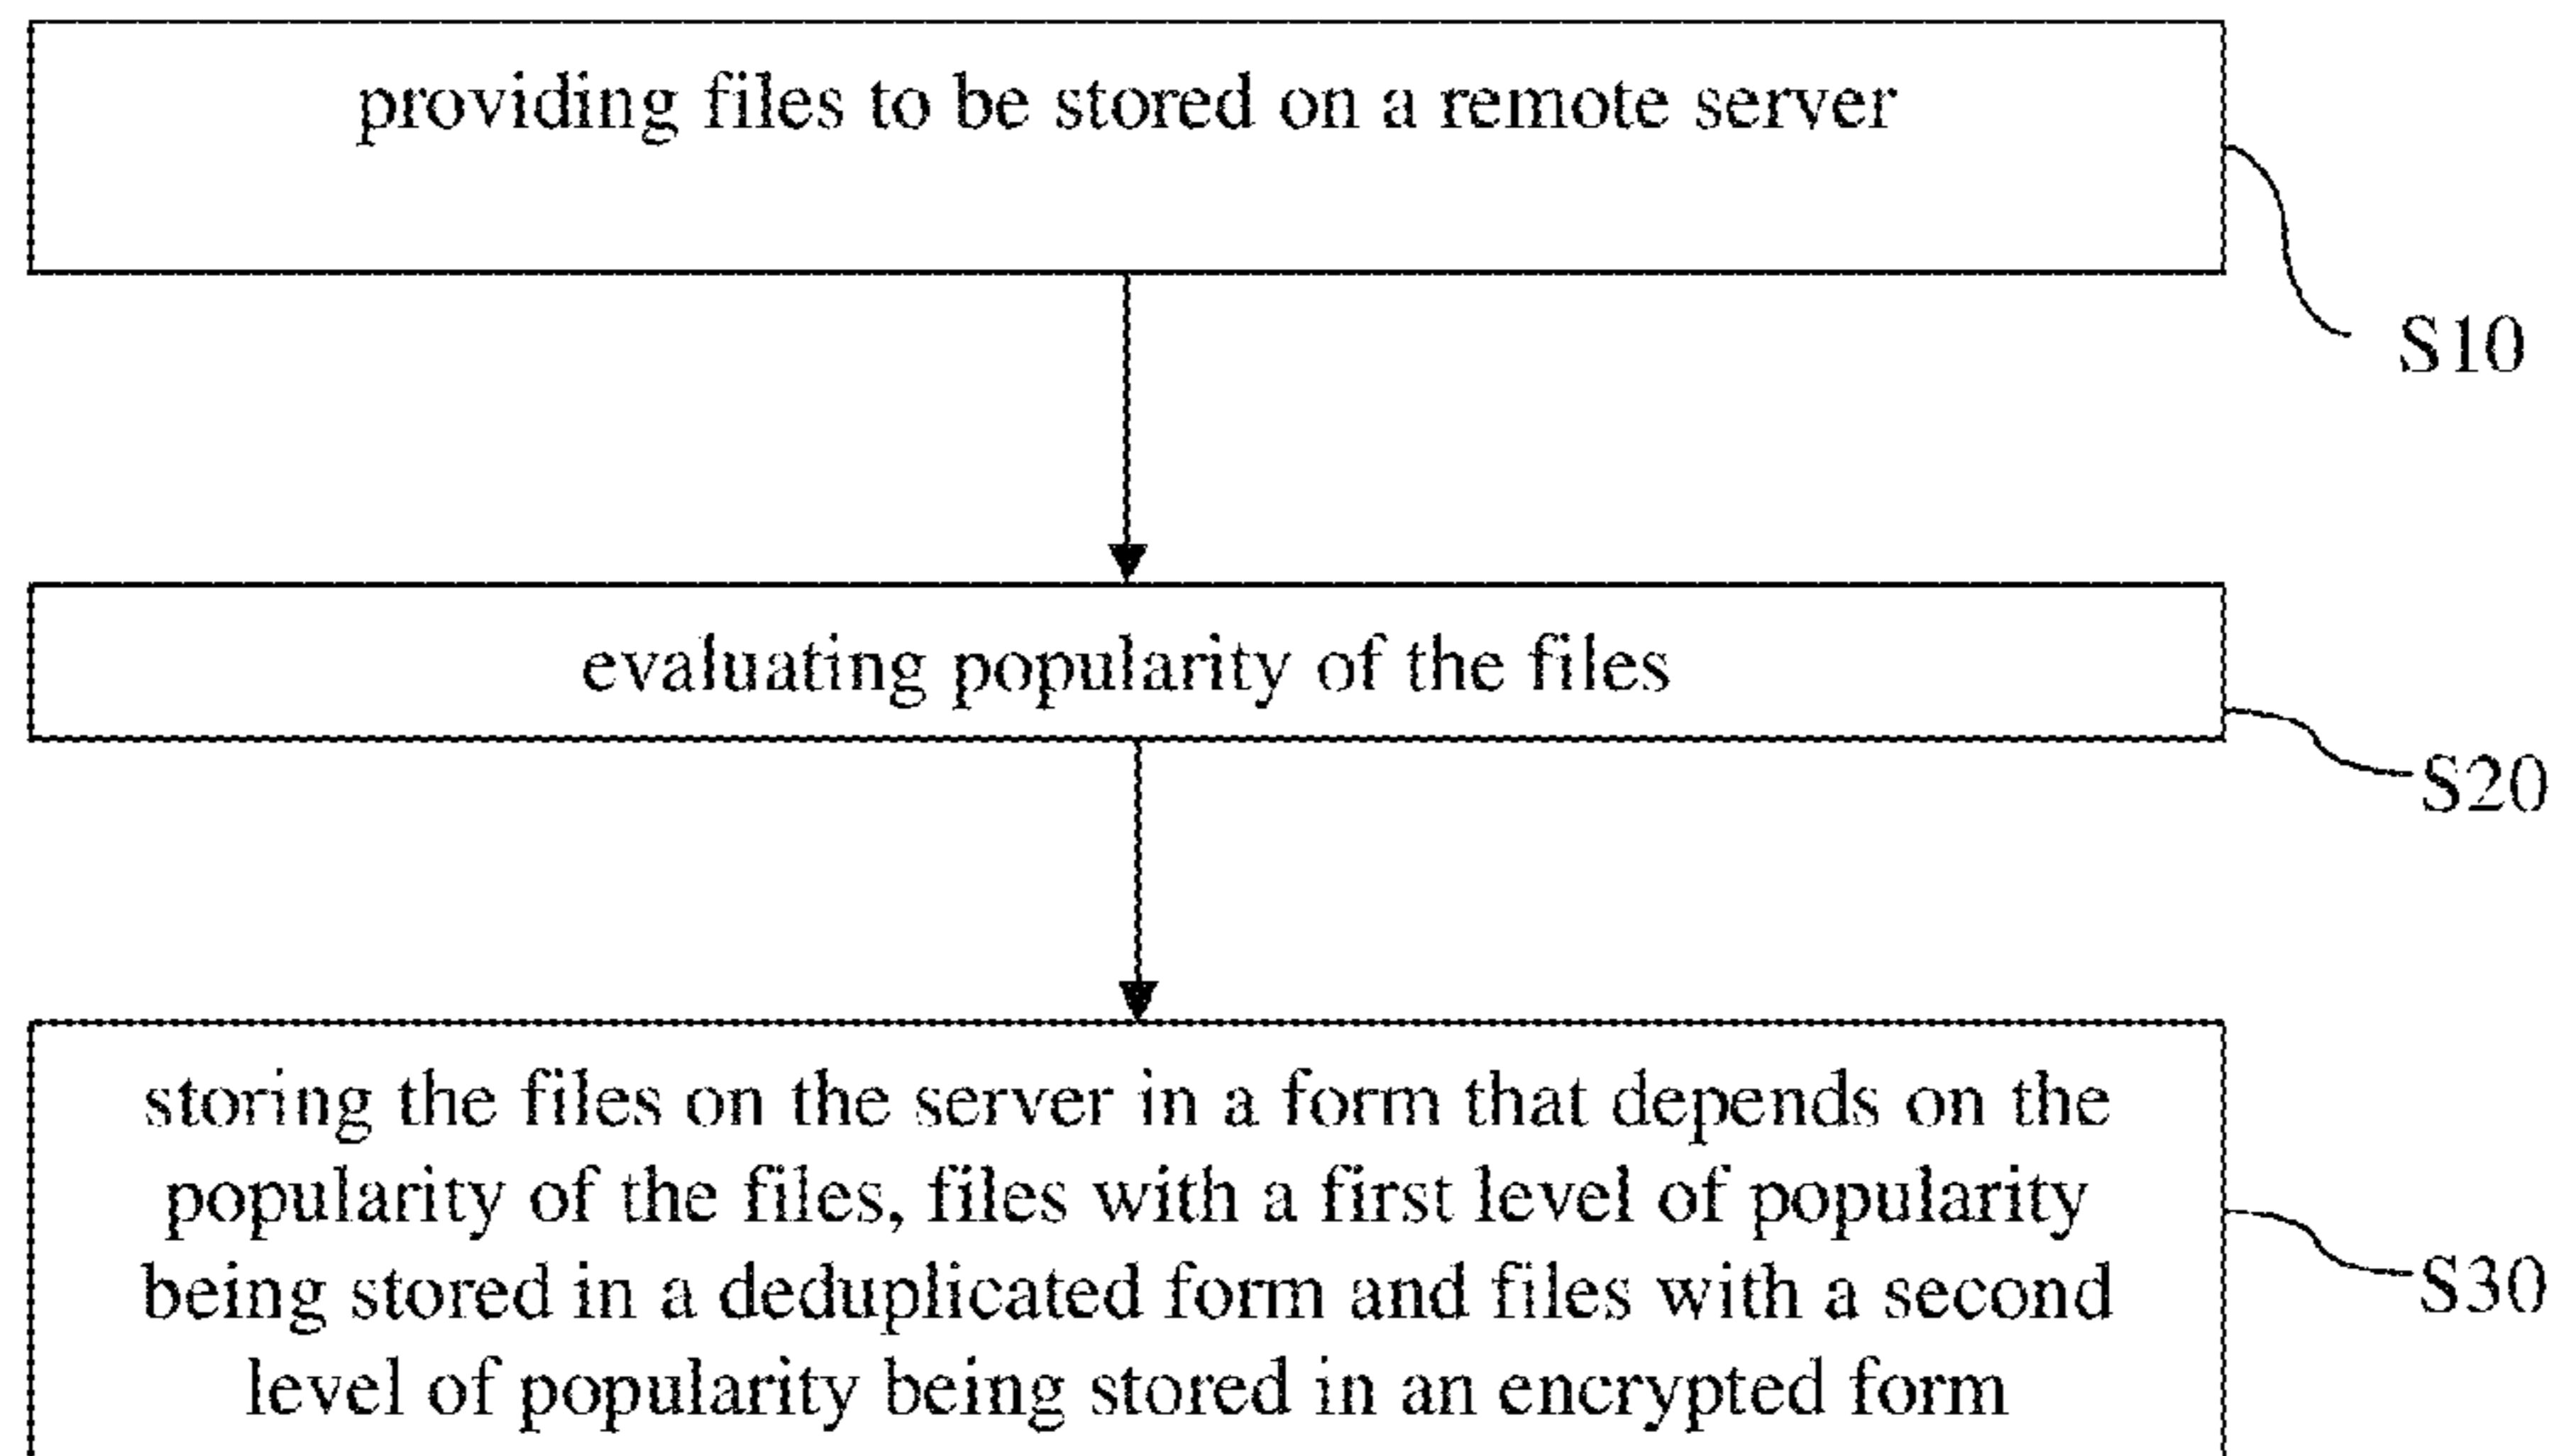 providing files to be stored on a remote server
S10
evaluating popularity of the files
S20
storing the files on the server in a form that depends on the
popularity of the files, files with a first level of popularity
being stored in a deduplicated form and files with a second
level of popularity being stored in an encrypted form
S30